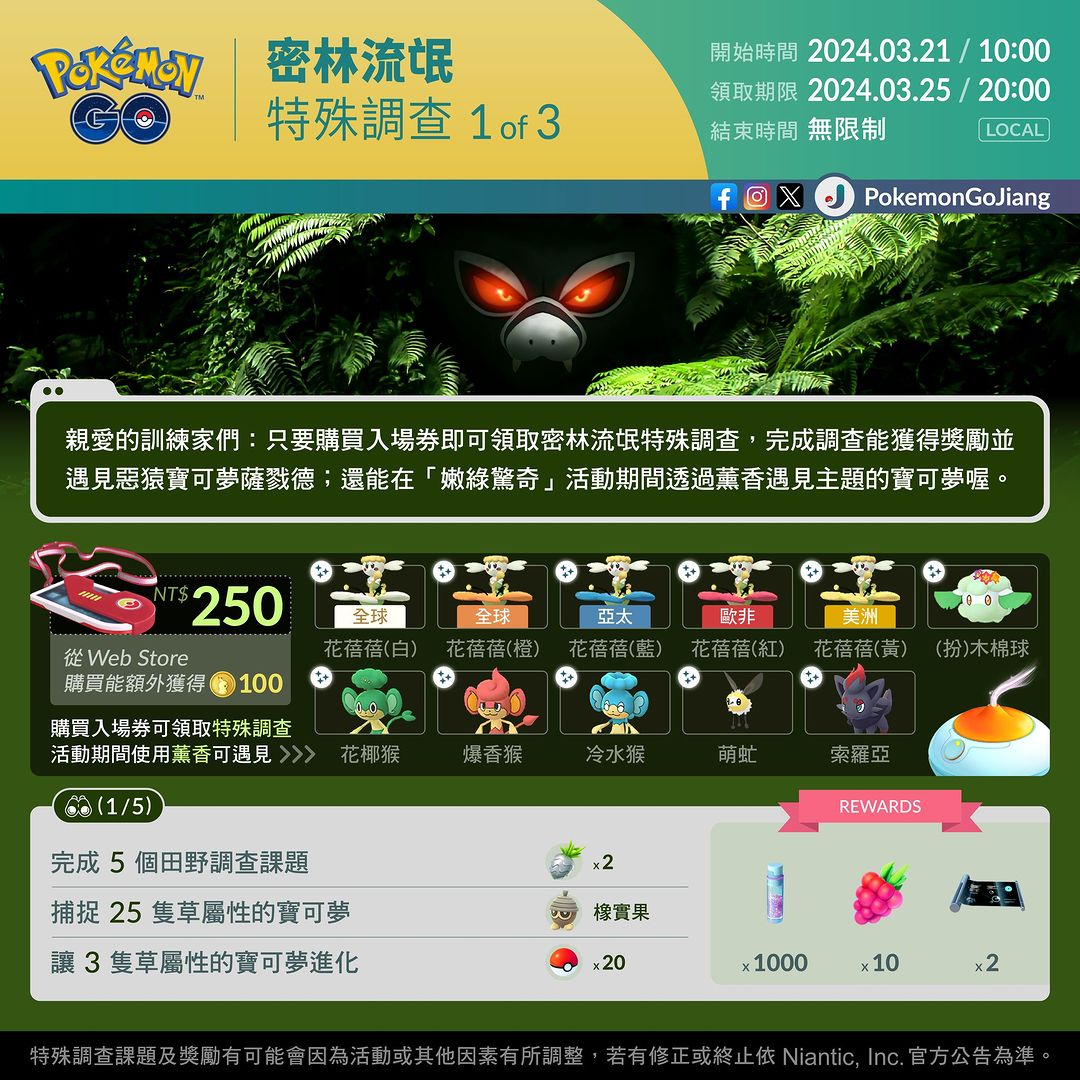 POKÉMON GO TM
密林流氓
特殊調查 1 of 3
開始時間 2024.03.21 / 10:00
領取期限 2024.03.25 / 20:00
結束時間 無限制 LOCAL
PokemonGoJiang
親愛的訓練家們：只要購買入場券即可領取密林流氓特殊調查，完成調查能獲得獎勵並
遇見惡猿寶可夢薩戮德；還能在「嫩綠驚奇」活動期間透過薰香遇見主題的寶可夢喔。
NT$ 250
從 Web Store
購買能額外獲得 100
購買入場券可領取特殊調查
活動期間使用薰香可遇見 >>>
全球 全球 亞太 歐非 美洲
花蓓蓓(白) 花蓓蓓(橙) 花蓓蓓(藍) 花蓓蓓(紅) 花蓓蓓(黃) (扮)木棉球
花椰猴 爆香猴 冷水猴 萌虻 索羅亞
(1/5)
REWARDS
完成 5 個田野調查課題 x2
捕捉 25 隻草屬性的寶可夢 橡實果
讓 3 隻草屬性的寶可夢進化 x20
x1000 x10 x2
特殊調查課題及獎勵有可能會因為活動或其他因素有所調整，若有修正或終止依 Niantic, Inc. 官方公告為準。